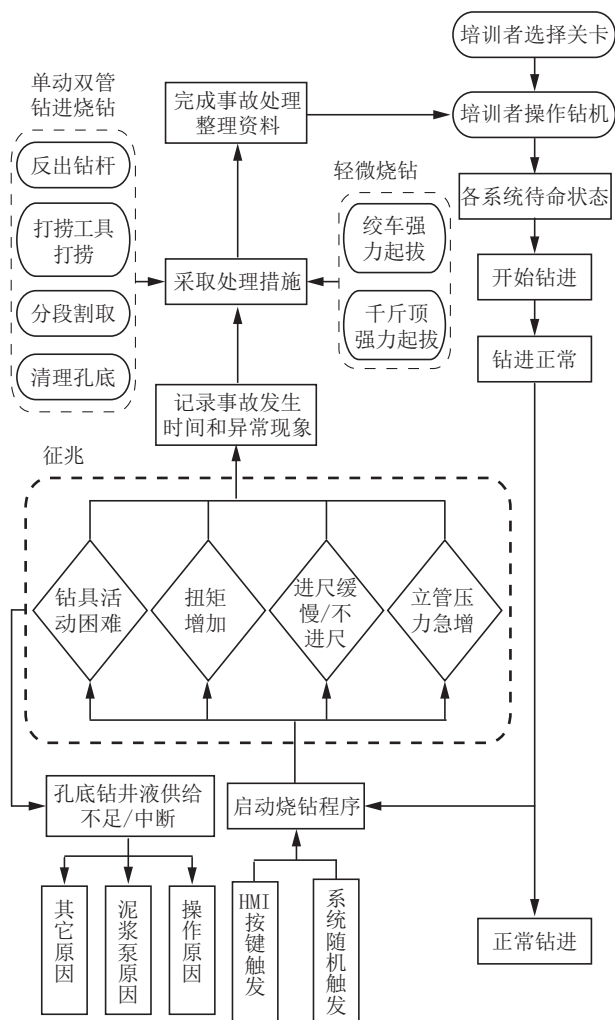 培训者选择关卡
单动双管
钻进烧钻
完成事故处理
整理资料
培训者操作钻机
反出钻杆
轻微烧钻
各系统待命状态
打捞工具
打捞
绞车强
力起拔
采取处理措施
开始钻进
分段割取
千斤顶
强力起拔
钻进正常
清理孔底
记录事故发生
时间和异常现象
征兆
钻具活
动困难
扭矩
增加
进尺缓
慢/不
进尺
立管压
力急增
孔底钻井液供给
不足/中断
启动烧钻程序
其它原因
泥浆泵原因
操作原因
HMI
按键触发
系统随机触发
正常钻进